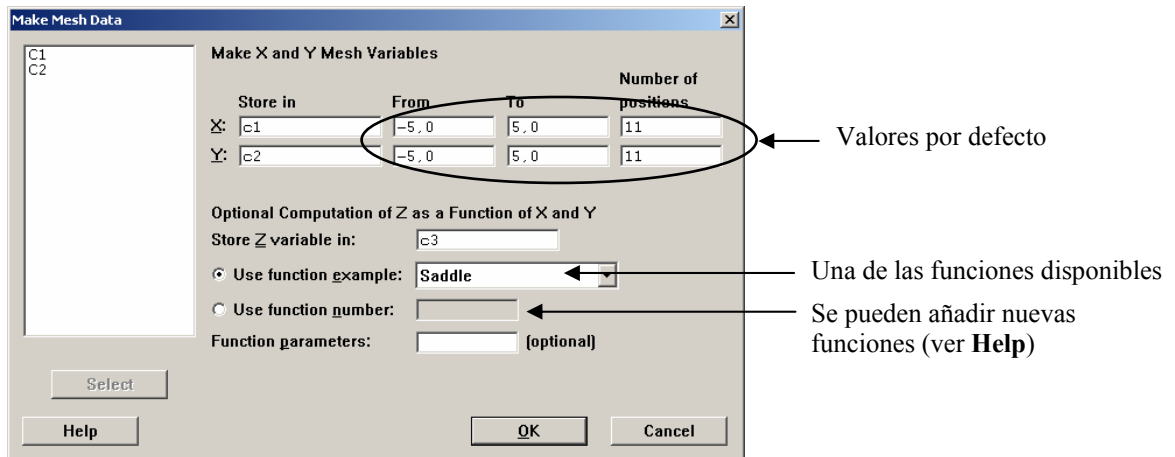 Make Mesh Data
C1
C2
Make X and Y Mesh Variables
Number of
Store in From To positions
X: c1 -5,0 5,0 11
Y: c2 -5,0 5,0 11
Valores por defecto
Optional Computation of Z as a Function of X and Y
Store Z variable in: c3
Use function example: Saddle
Una de las funciones disponibles
Use function number:
Se pueden añadir nuevas
funciones (ver Help)
Function parameters: (optional)
Select
Help OK Cancel